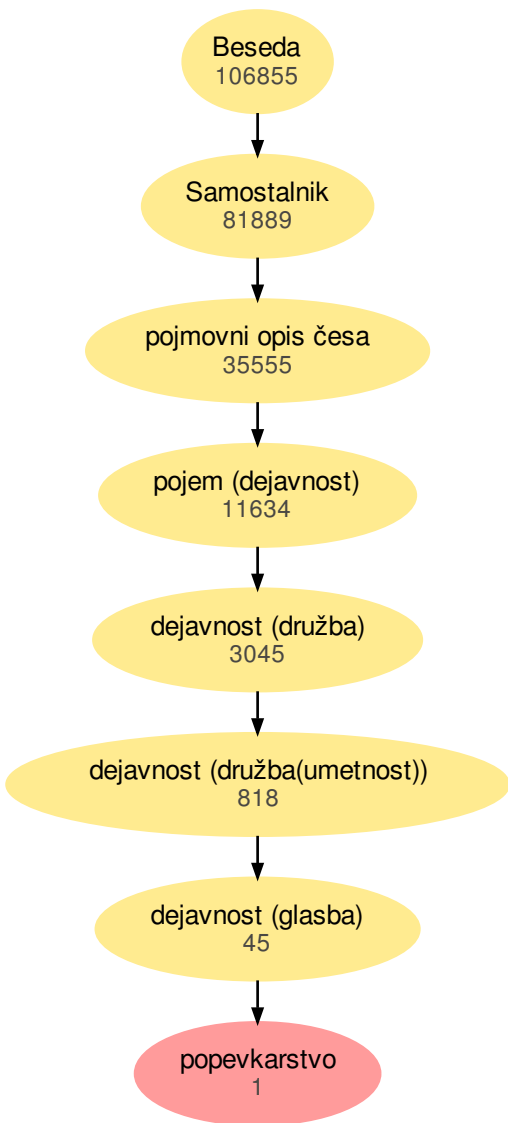 Beseda
106855
Samostalnik
81889
pojmovni opis česa
35555
pojem (dejavnost)
11634
dejavnost (družba)
3045
dejavnost (družba(umetnost))
818
dejavnost (glasba)
45
popevkarstvo
1